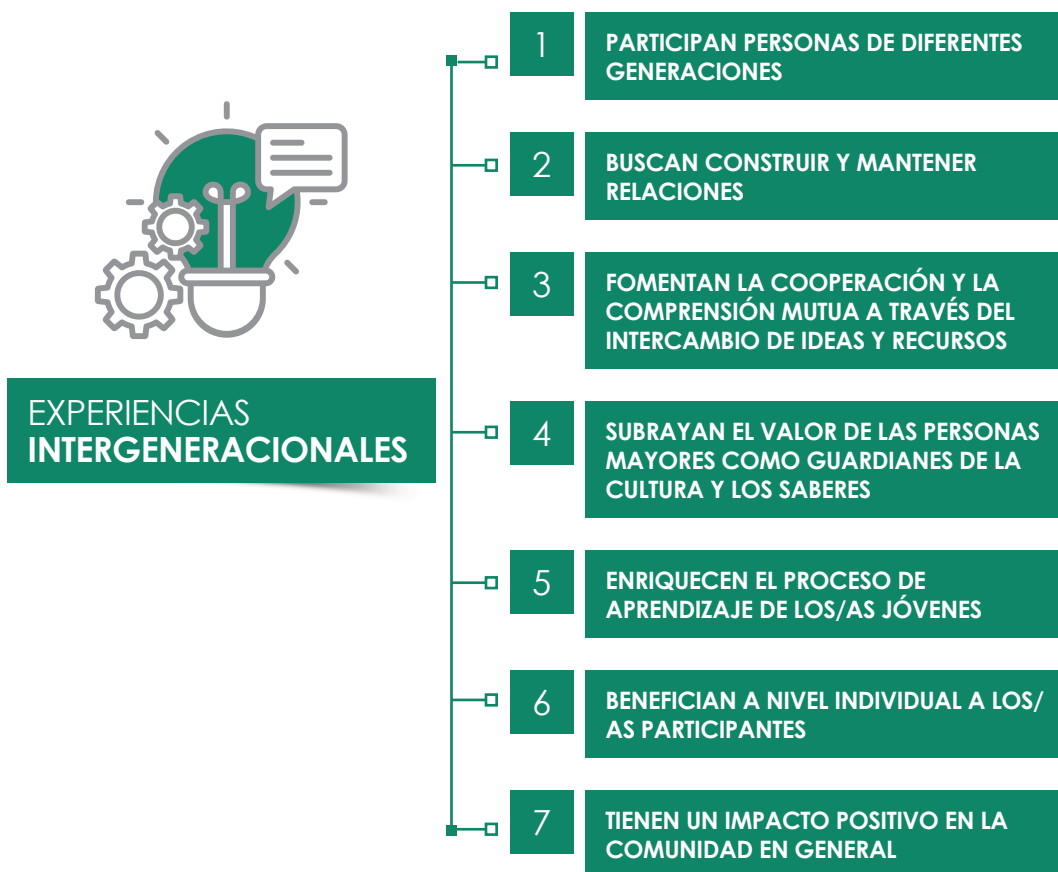 EXPERIENCIAS
INTERGENERACIONALES
1
PARTICIPAN PERSONAS DE DIFERENTES
GENERACIONES
2
BUSCAN CONSTRUIR Y MANTENER
RELACIONES
3
FOMENTAN LA COOPERACIÓN Y LA
COMPRENSIÓN MUTUA A TRAVÉS DEL
INTERCAMBIO DE IDEAS Y RECURSOS
4
SUBRAYAN EL VALOR DE LAS PERSONAS
MAYORES COMO GUARDIANES DE LA
CULTURA Y LOS SABERES
5
ENRIQUECEN EL PROCESO DE
APRENDIZAJE DE LOS/AS JÓVENES
6
BENEFICIAN A NIVEL INDIVIDUAL A LOS/
AS PARTICIPANTES
7
TIENEN UN IMPACTO POSITIVO EN LA
COMUNIDAD EN GENERAL